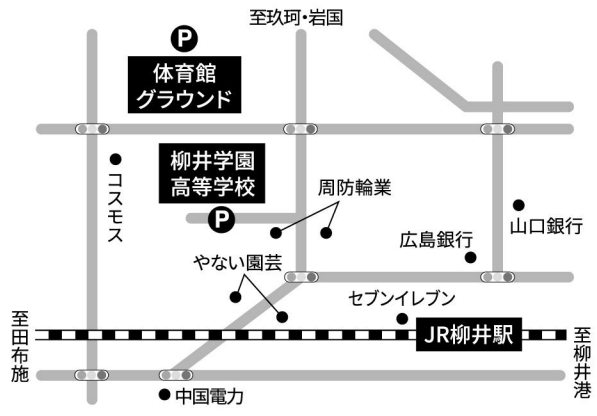 至玖珂・岩国
P
体育館
グラウンド
柳井学園
高等学校
コスモス
周防輪業
P
山口銀行
広島銀行
やない園芸
セブンイレブン
至田布施
JR柳井駅
至柳井港
中国電力